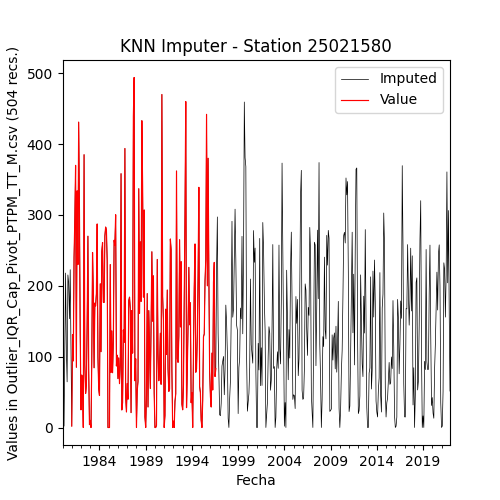 KNN Imputer - Station 25021580
Values in Outlier_IQR_Cap_Pivot_PTPM_TT_M.csv (504 recs.)
500
400
300
200
100
0
Imputed
Value
1984 1989 1994 1999 2004 2009 2014 2019
Fecha